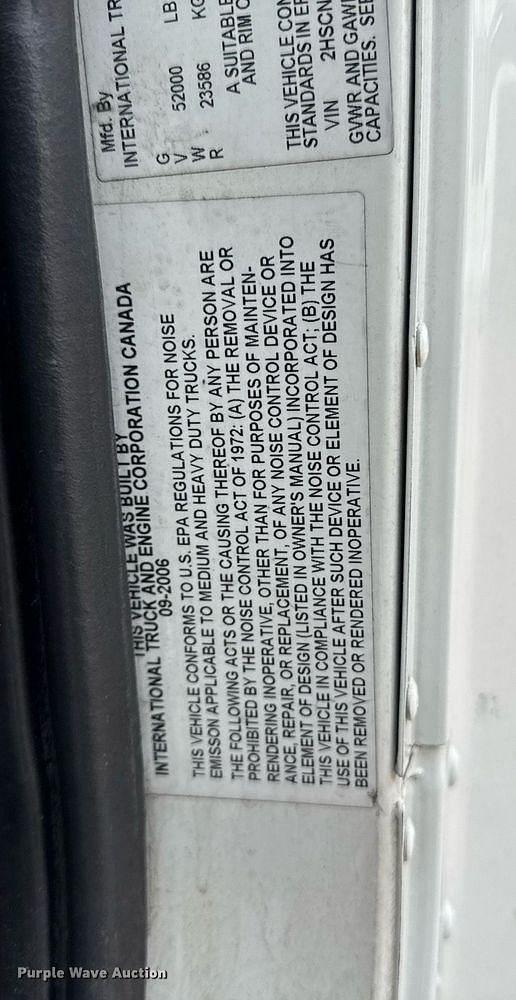 THIS VEHICLE WAS BUILT BY
INTERNATIONAL TRUCK AND ENGINE CORPORATION CANADA
09-2006
THIS VEHICLE CONFORMS TO U.S. EPA REGULATIONS FOR NOISE
EMISSON APPLICABLE TO MEDIUM AND HEAVY DUTY TRUCKS.
THE FOLLOWING ACTS OR THE CAUSING THEREOF BY ANY PERSON ARE
PROHIBITED BY THE NOISE CONTROL ACT OF 1972: (A) THE REMOVAL OR
RENDERING INOPERATIVE, OTHER THAN FOR PURPOSES OF MAINTEN-
ANCE, REPAIR, OR REPLACEMENT, OF ANY NOISE CONTROL DEVICE OR
ELEMENT OF DESIGN (LISTED IN OWNER'S MANUAL) INCORPORATED INTO
THIS VEHICLE IN COMPLIANCE WITH THE NOISE CONTROL ACT; (B) THE
USE OF THIS VEHICLE AFTER SUCH DEVICE OR ELEMENT OF DESIGN HAS
BEEN REMOVED OR RENDERED INOPERATIVE.
Mfd. By
INTERNATIONAL TR
G
V 52000 LB
W 23586 KG
R
A SUITABLE
AND RIM C
THIS VEHICLE CON
STANDARDS IN EF
VIN 2HSCN
GVWR AND GAWR
CAPACITIES. SEE
Purple Wave Auction